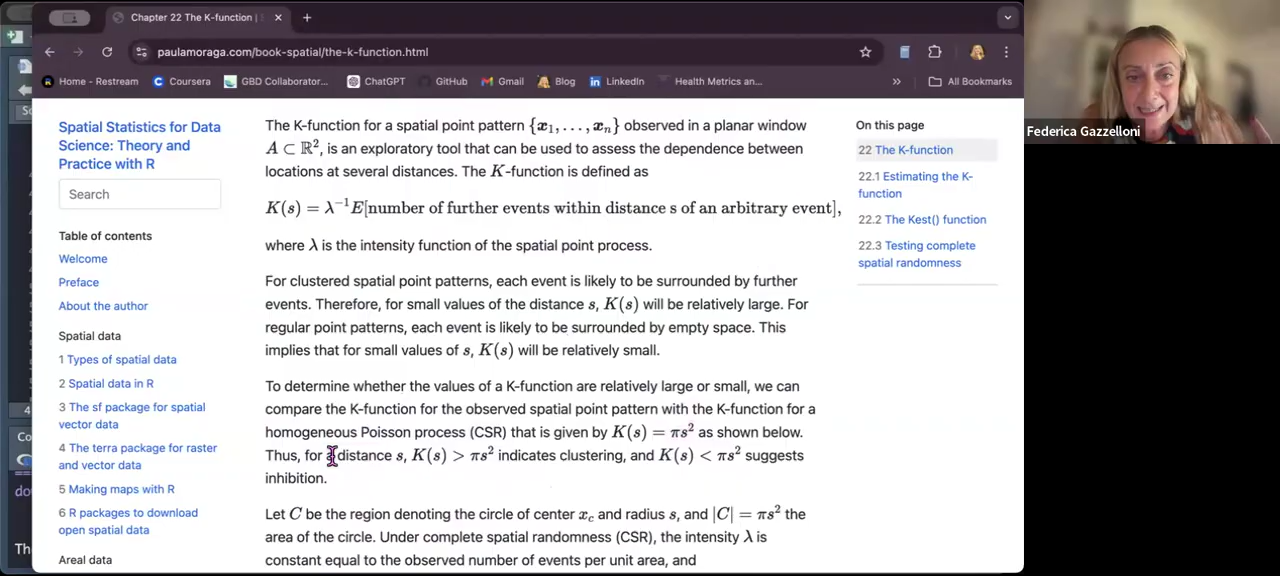 Chapter 22 The K-function |
paulamoraga.com/book-spatial/the-k-function.html
Home - Restream
Coursera
GBD Collaborator...
ChatGPT
GitHub
Gmail
Blog
LinkedIn
Health Metrics an...
»
All Bookmarks
Federica Gazzelloni
Spatial Statistics for Data
Science: Theory and
Practice with R
Search
Table of contents
Welcome
Preface
About the author
Spatial data
1 Types of spatial data
2 Spatial data in R
3 The sf package for spatial
vector data
4 The terra package for raster
and vector data
5 Making maps with R
6 R packages to download
open spatial data
Areal data
The K-function for a spatial point pattern {x₁, . . . , xₙ} observed in a planar window
A ⊂ ℝ², is an exploratory tool that can be used to assess the dependence between
locations at several distances. The K-function is defined as
K(s) = λ⁻¹E[number of further events within distance s of an arbitrary event],
where λ is the intensity function of the spatial point process.
For clustered spatial point patterns, each event is likely to be surrounded by further
events. Therefore, for small values of the distance s, K(s) will be relatively large. For
regular point patterns, each event is likely to be surrounded by empty space. This
implies that for small values of s, K(s) will be relatively small.
To determine whether the values of a K-function are relatively large or small, we can
compare the K-function for the observed spatial point pattern with the K-function for a
homogeneous Poisson process (CSR) that is given by K(s) = πs² as shown below.
Thus, for a distance s, K(s) > πs² indicates clustering, and K(s) < πs² suggests
inhibition.
Let C be the region denoting the circle of center x_c and radius s, and |C| = πs² the
area of the circle. Under complete spatial randomness (CSR), the intensity λ is
constant equal to the observed number of events per unit area, and
On this page
22 The K-function
22.1 Estimating the K-
function
22.2 The Kest() function
22.3 Testing complete
spatial randomness
So
4
Co
do
Th